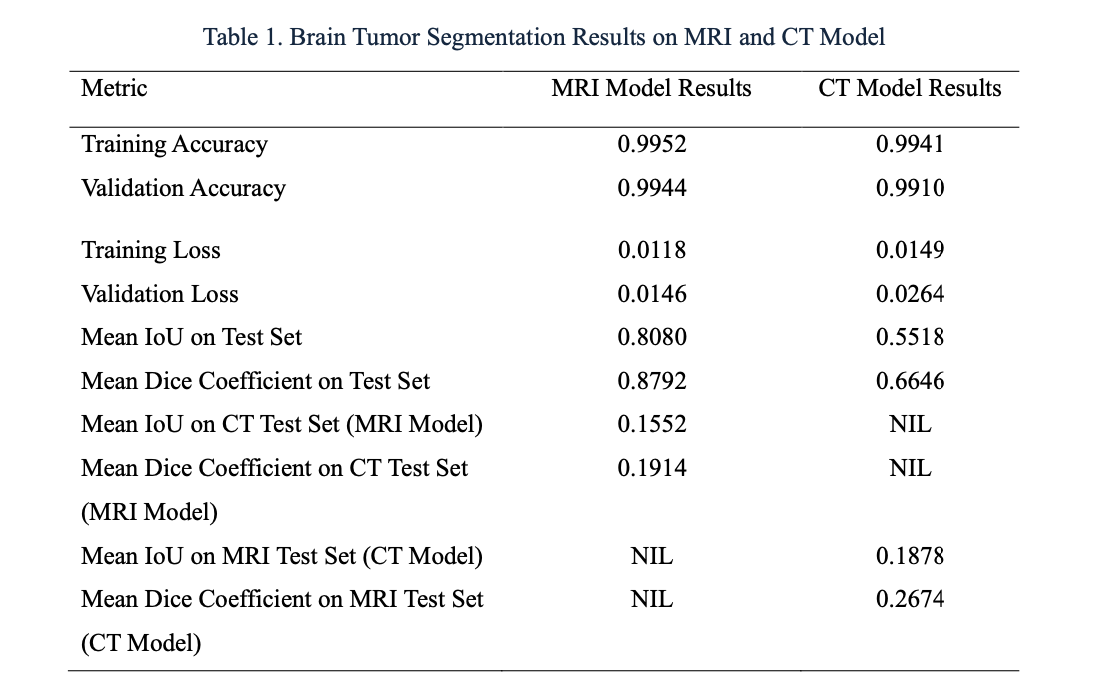 Table 1. Brain Tumor Segmentation Results on MRI and CT Model
Metric MRI Model Results CT Model Results
Training Accuracy 0.9952 0.9941
Validation Accuracy 0.9944 0.9910
Training Loss 0.0118 0.0149
Validation Loss 0.0146 0.0264
Mean IoU on Test Set 0.8080 0.5518
Mean Dice Coefficient on Test Set 0.8792 0.6646
Mean IoU on CT Test Set (MRI Model) 0.1552 NIL
Mean Dice Coefficient on CT Test Set 0.1914 NIL
(MRI Model)
Mean IoU on MRI Test Set (CT Model) NIL 0.1878
Mean Dice Coefficient on MRI Test Set NIL 0.2674
(CT Model)